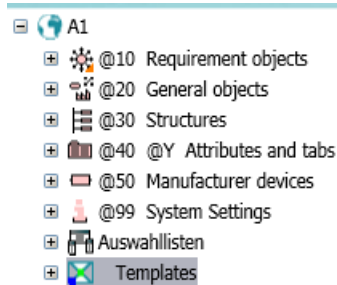 A1
@10 Requirement objects
@20 General objects
@30 Structures
@40 @Y Attributes and tabs
@50 Manufacturer devices
@99 System Settings
Auswahllisten
Templates